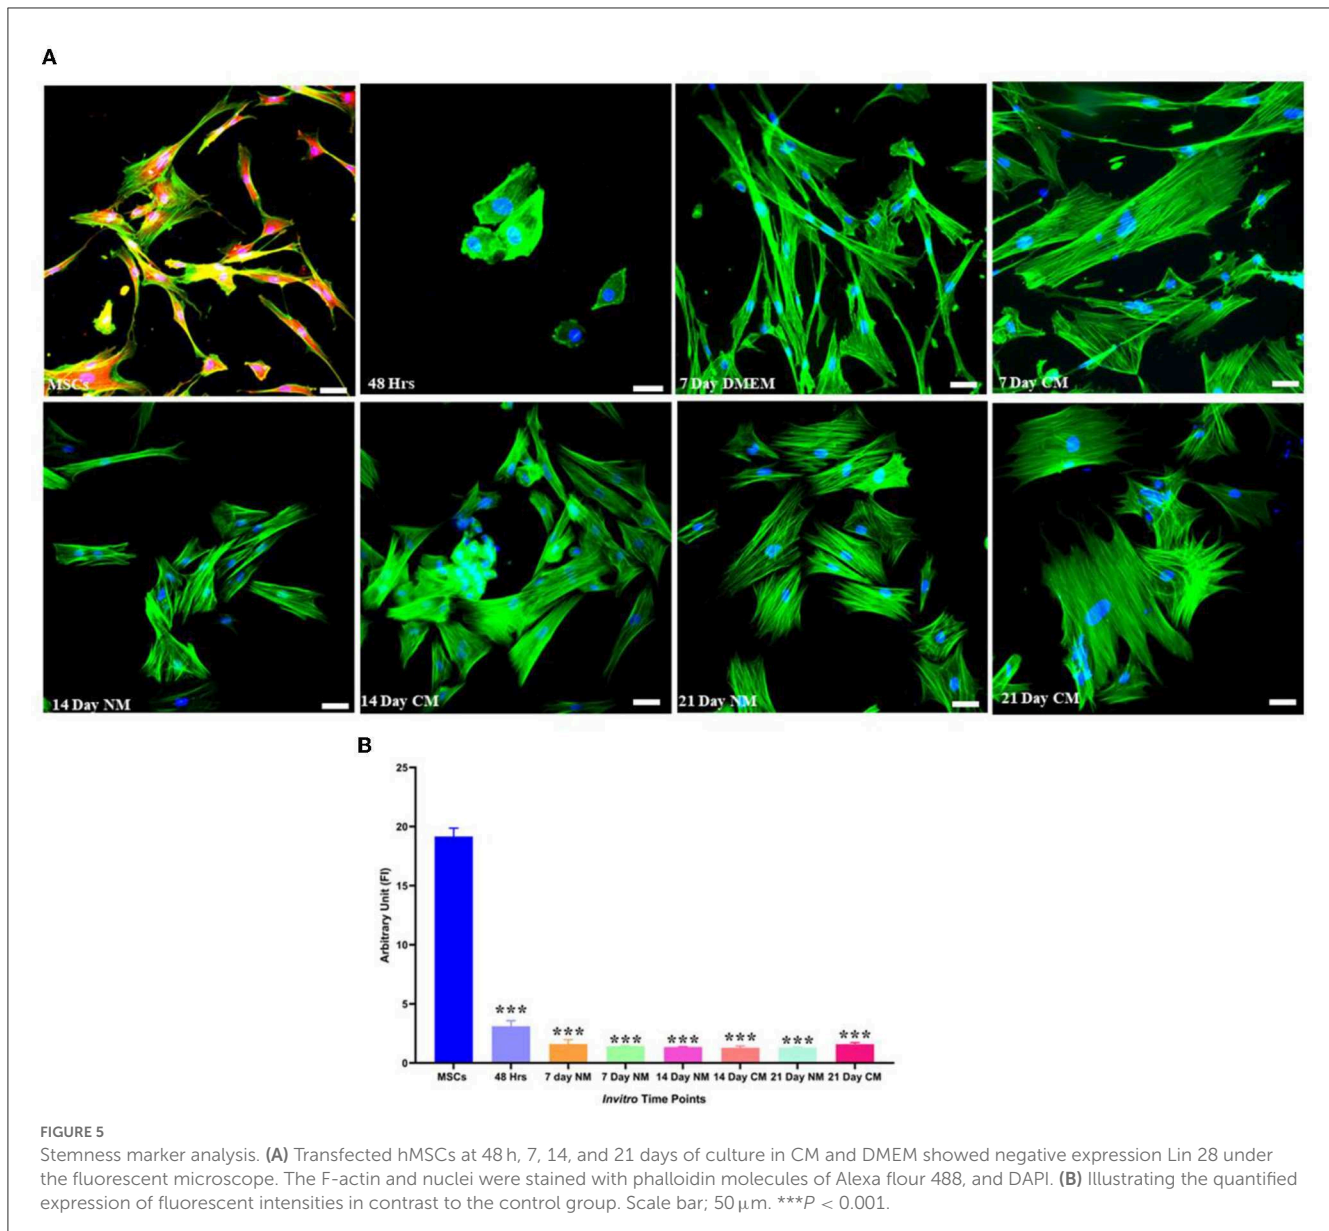 A
MSCs
48 Hrs
7 Day DMEM
7 Day CM
14 Day NM
14 Day CM
21 Day NM
21 Day CM
B
25
20
15
10
5
0
Arbitrary Unit (FI)
***
***
***
***
***
***
***
MSCs 48 Hrs 7 day NM 7 Day NM 14 Day NM 14 Day CM 21 Day NM 21 Day CM
Invitro Time Points
FIGURE 5
Stemness marker analysis. (A) Transfected hMSCs at 48 h, 7, 14, and 21 days of culture in CM and DMEM showed negative expression Lin 28 under
the fluorescent microscope. The F-actin and nuclei were stained with phalloidin molecules of Alexa flour 488, and DAPI. (B) Illustrating the quantified
expression of fluorescent intensities in contrast to the control group. Scale bar; 50 μm. ***P < 0.001.